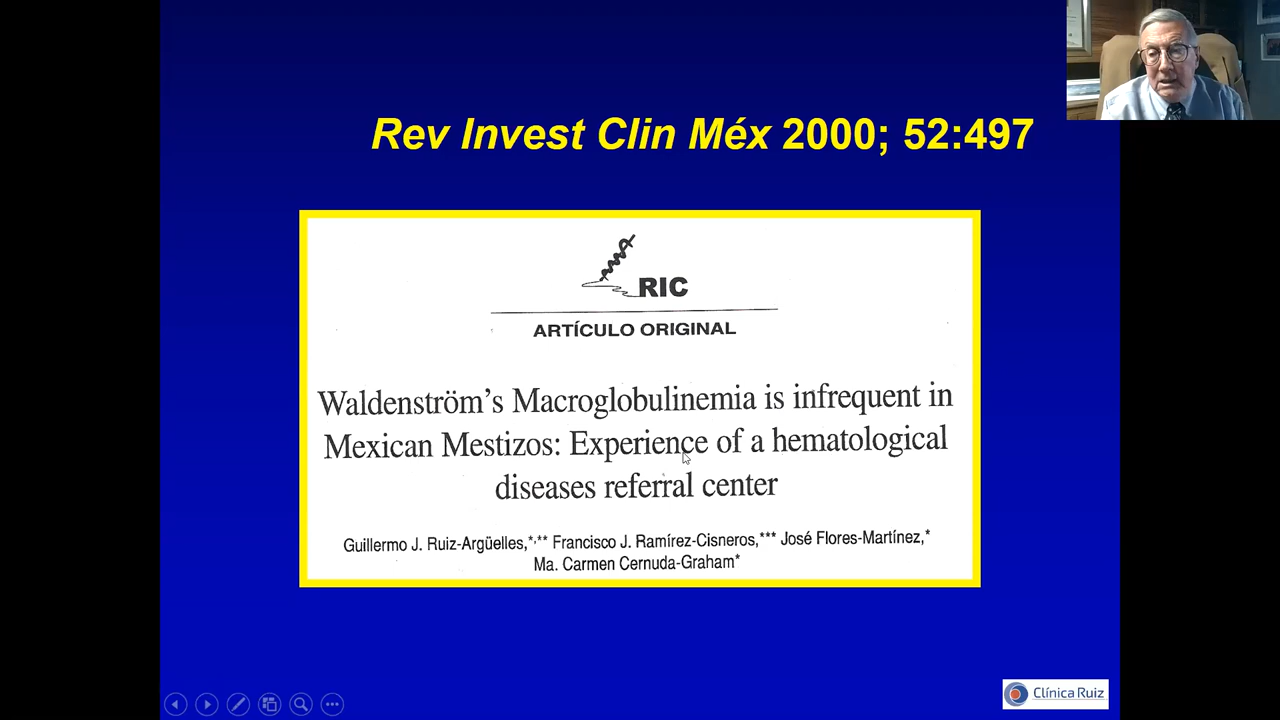 Rev Invest Clin Méx 2000; 52:497
RIC
ARTÍCULO ORIGINAL
Waldenström’s Macroglobulinemia is infrequent in
Mexican Mestizos: Experience of a hematological
diseases referral center
Guillermo J. Ruiz-Argüelles,*,** Francisco J. Ramírez-Cisneros,*** José Flores-Martínez,*
Ma. Carmen Cernuda-Graham*
Clínica Ruiz